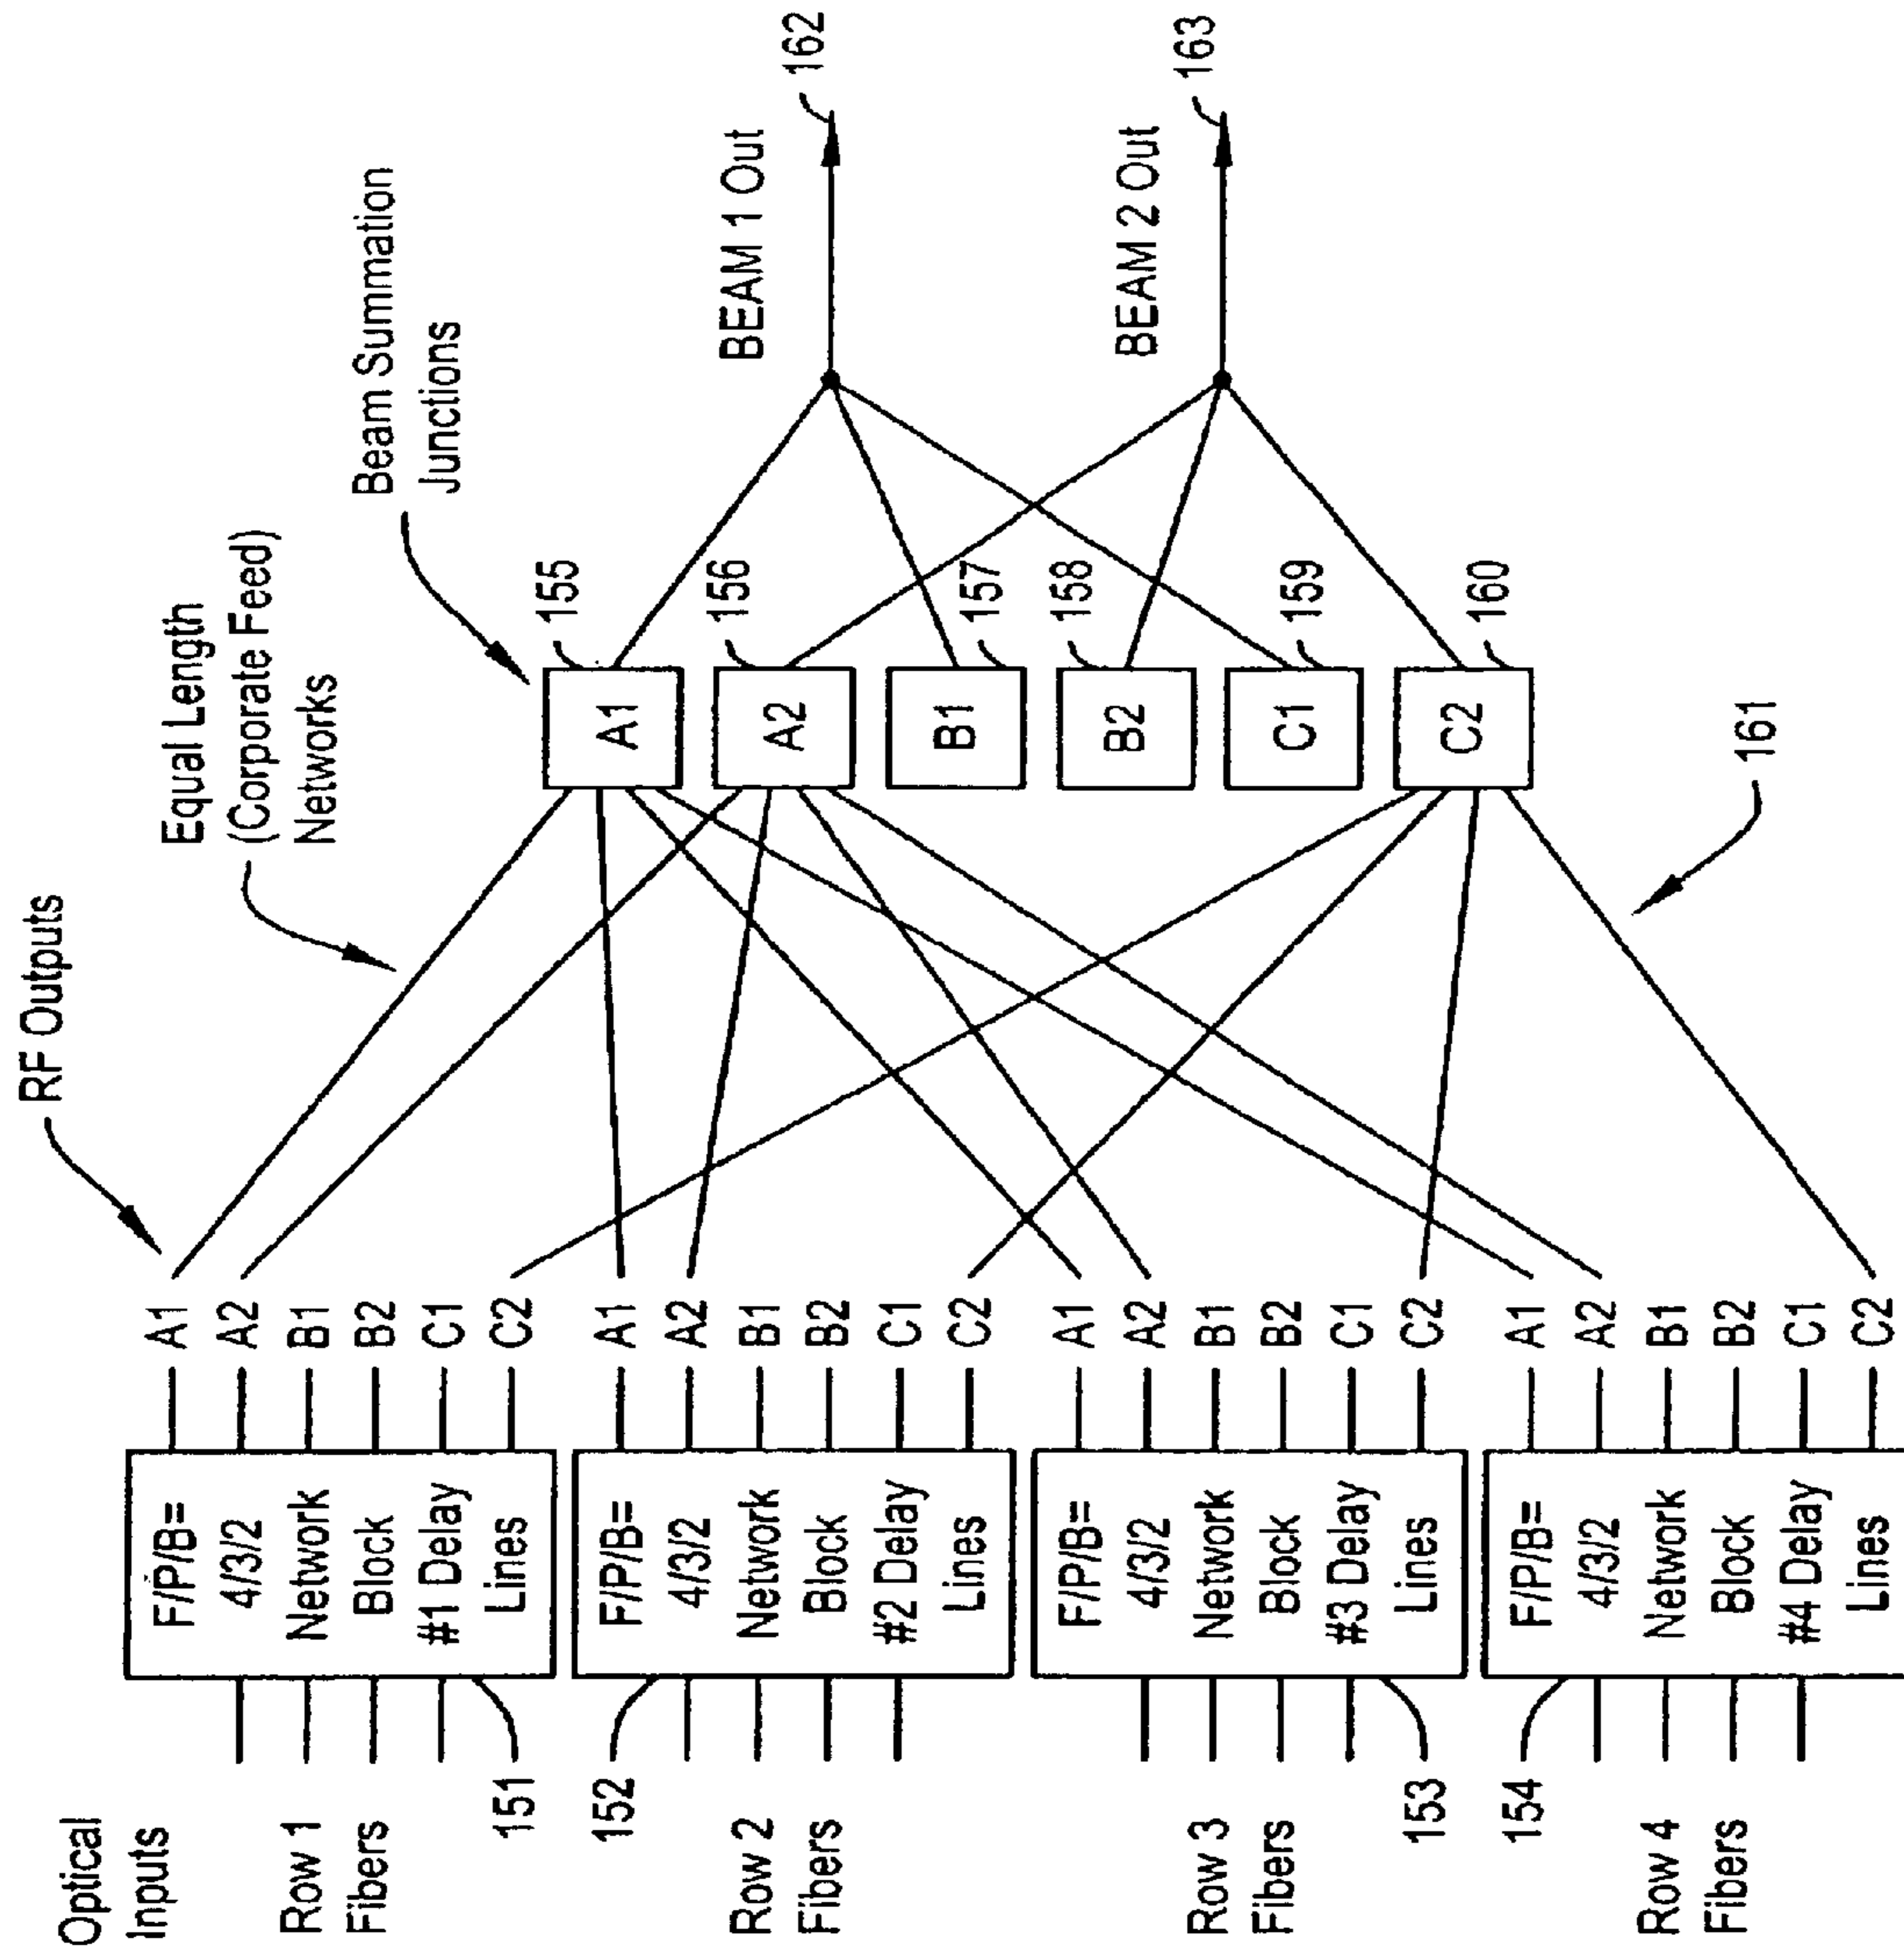 Optical
Inputs
Row 1
Fibers
151
152
Row 2
Fibers
Row 3
Fibers
153
154
Row 4
Fibers
F/P/B=
4/3/2
Network
Block
#1 Delay
Lines
F/P/B=
4/3/2
Network
Block
#2 Delay
Lines
F/P/B=
4/3/2
Network
Block
#3 Delay
Lines
F/P/B=
4/3/2
Network
Block
#4 Delay
Lines
RF Outputs
A1
A2
B1
B2
C1
C2
A1
A2
B1
B2
C1
C2
A1
A2
B1
B2
C1
C2
A1
A2
B1
B2
C1
C2
Equal Length
(Corporate Feed)
Networks
161
Beam Summation
Junctions
A1
A2
B1
B2
C1
C2
155
156
157
158
159
160
BEAM 1 Out
BEAM 2 Out
162
163